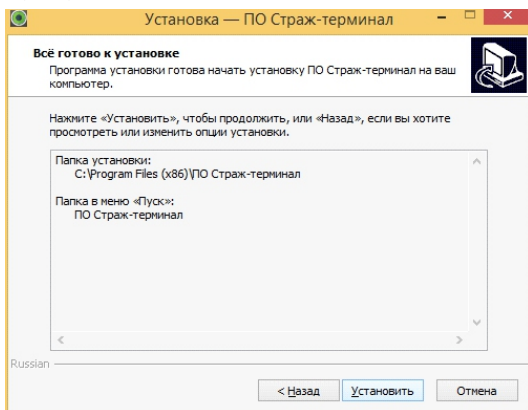 Установка — ПО Страж-терминал
Всё готово к установке
Программа установки готова начать установку ПО Страж-терминал на ваш
компьютер.
Нажмите «Установить», чтобы продолжить, или «Назад», если вы хотите
просмотреть или изменить опции установки.
Папка установки:
C:\Program Files (x86)\ПО Страж-терминал
Папка в меню «Пуск»:
ПО Страж-терминал
Russian
< Назад Установить Отмена